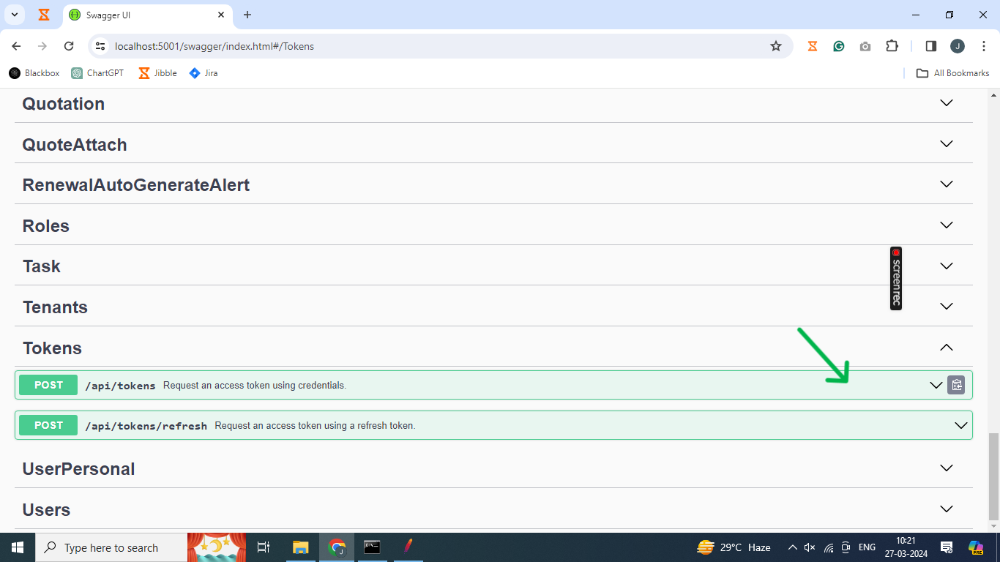 Swagger UI
localhost:5001/swagger/index.html#/Tokens
J
Blackbox ChartGPT Jibble Jira All Bookmarks
Quotation
QuoteAttach
RenewalAutoGenerateAlert
Roles
Task
screenrec
Tenants
Tokens
POST /api/tokens Request an access token using credentials.
POST /api/tokens/refresh Request an access token using a refresh token.
UserPersonal
Users
Type here to search
J
29°C Haze
ENG
10:21
27-03-2024
PRE